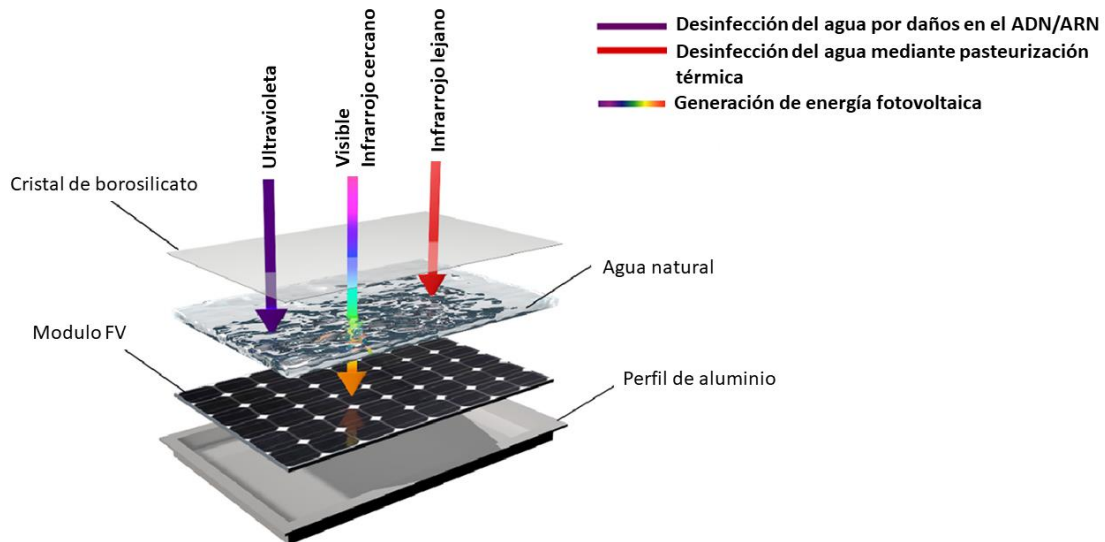 Desinfección del agua por daños en el ADN/ARN
Desinfección del agua mediante pasteurización
térmica
Generación de energía fotovoltaica
Ultravioleta
Visible
Infrarrojo cercano
Infrarrojo lejano
Cristal de borosilicato
Agua natural
Modulo FV
Perfil de aluminio